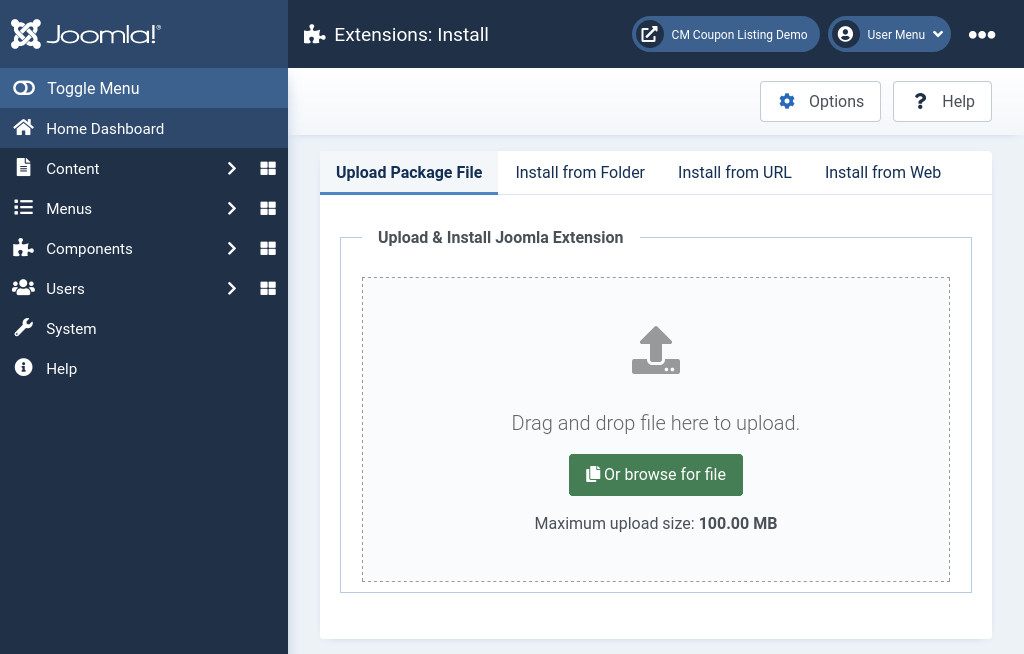 Joomla!
Extensions: Install
CM Coupon Listing Demo
User Menu
Toggle Menu
Home Dashboard
Content
Menus
Components
Users
System
Help
Options
? Help
Upload Package File Install from Folder Install from URL Install from Web
Upload & Install Joomla Extension
Drag and drop file here to upload.
Or browse for file
Maximum upload size: 100.00 MB